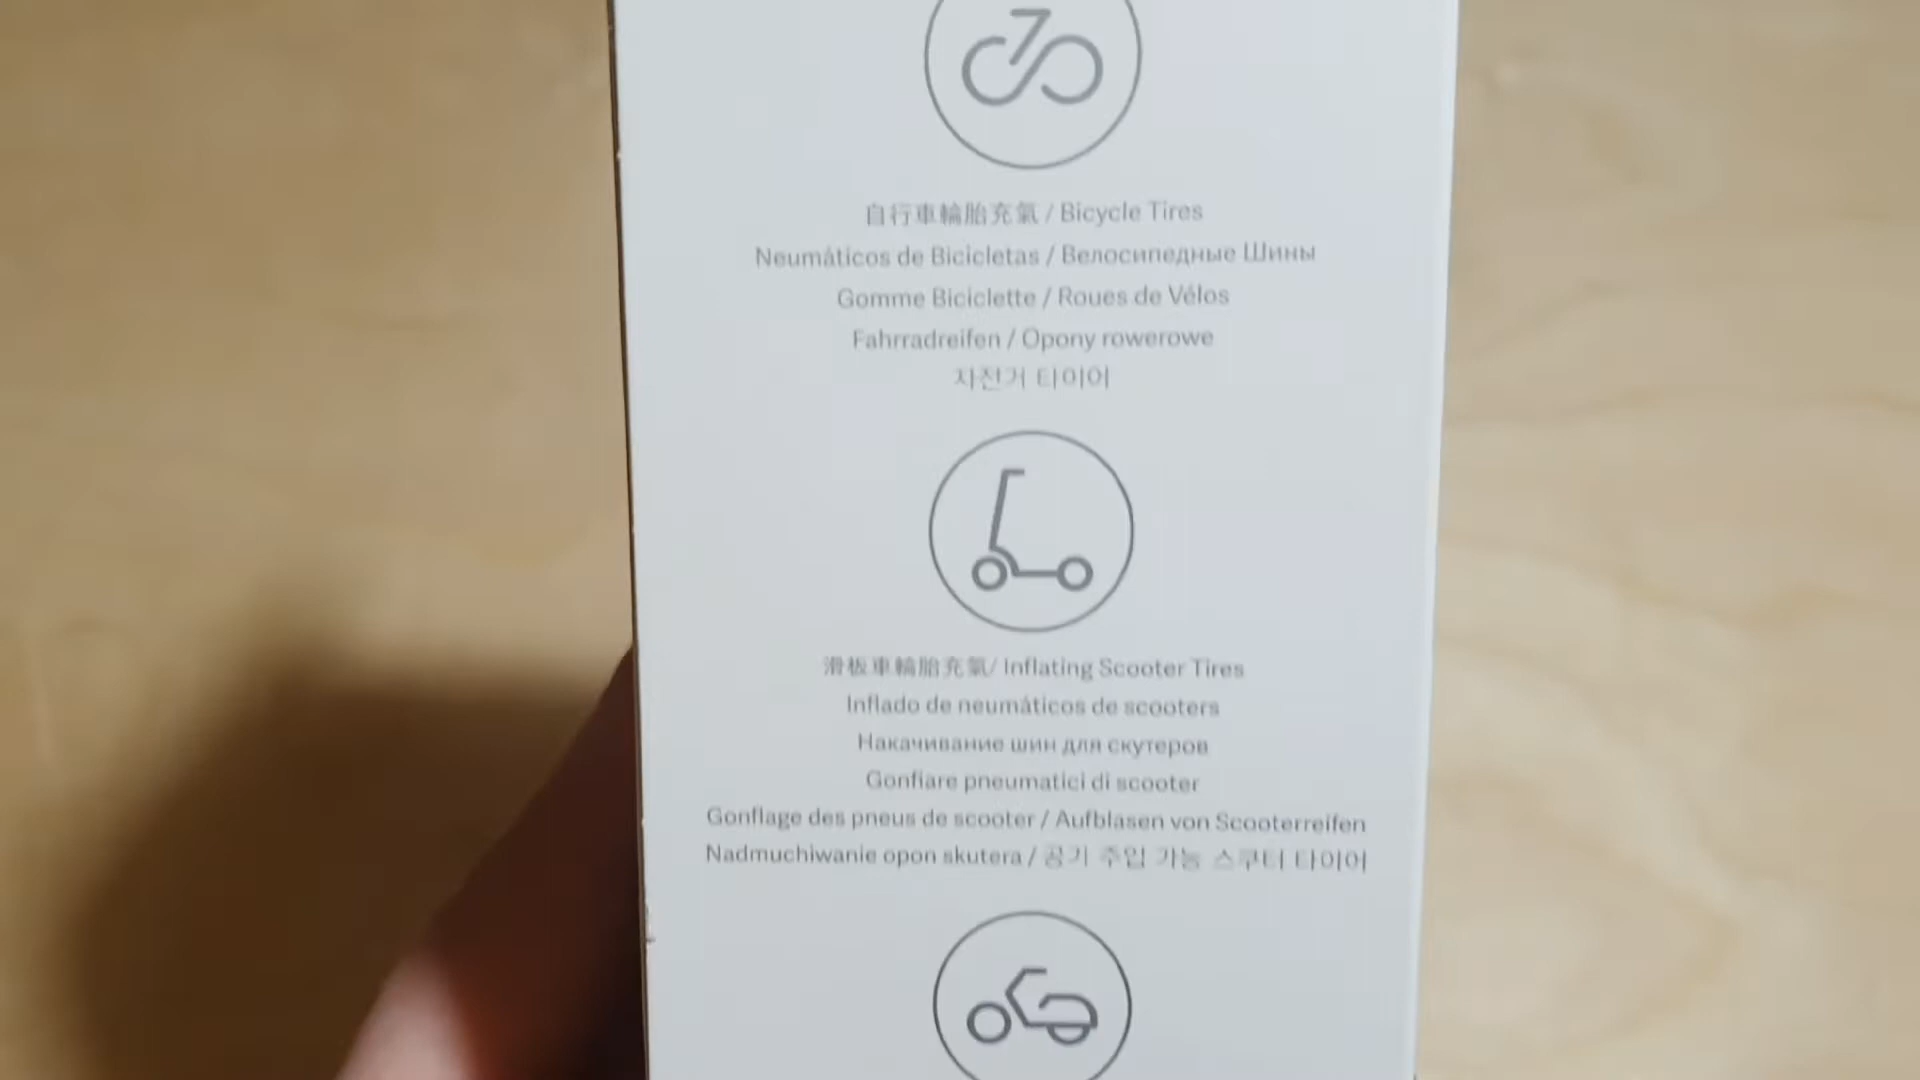 自行車輪胎充氣 / Bicycle Tires
Neumáticos de Bicicletas / Велосипедные Шины
Gomme Biciclette / Roues de Vélos
Fahrradreifen / Opony rowerowe
자전거 타이어
滑板車輪胎充氣/ Inflating Scooter Tires
Inflado de neumáticos de scooters
Накачивание шин для скутеров
Gonfiare pneumatici di scooter
Gonflage des pneus de scooter / Aufblasen von Scooterreifen
Nadmuchiwanie opon skutera / 공기 주입 가능 스쿠터 타이어